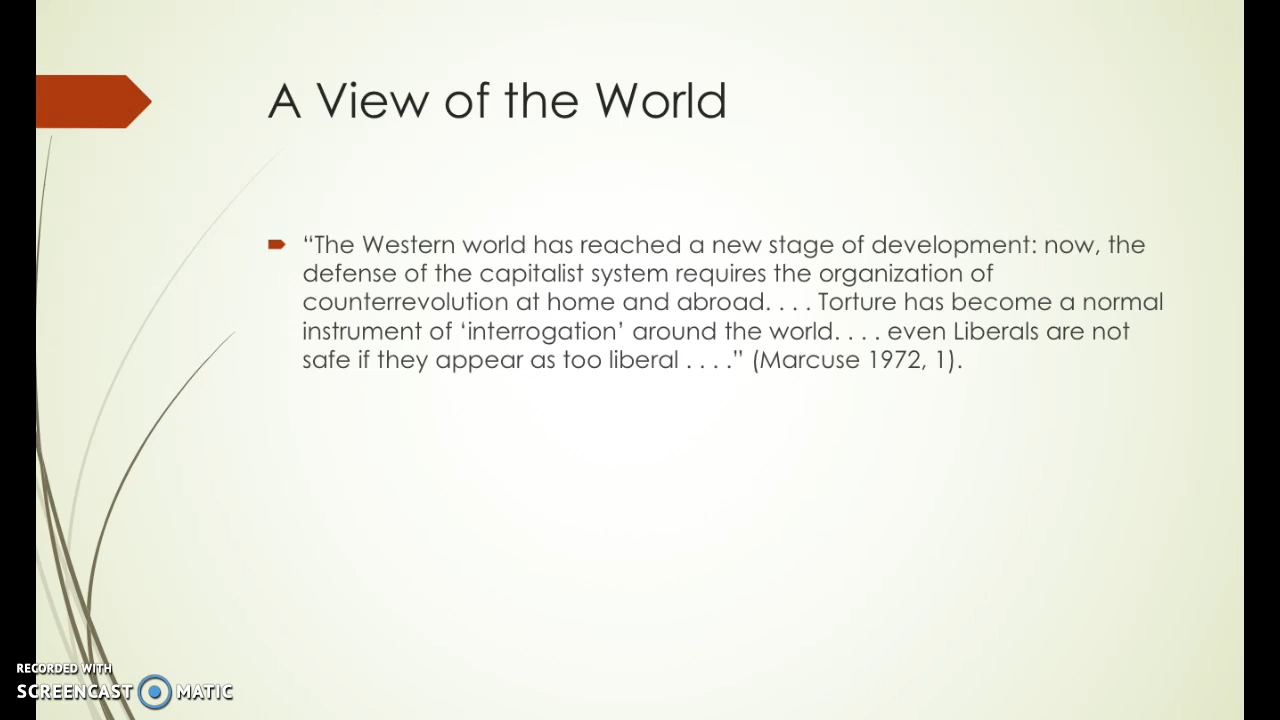 A View of the World
“The Western world has reached a new stage of development: now, the
defense of the capitalist system requires the organization of
counterrevolution at home and abroad. . . . Torture has become a normal
instrument of ‘interrogation’ around the world. . . . even Liberals are not
safe if they appear as too liberal . . . .” (Marcuse 1972, 1).
RECORDED WITH
SCREENCAST MATIC